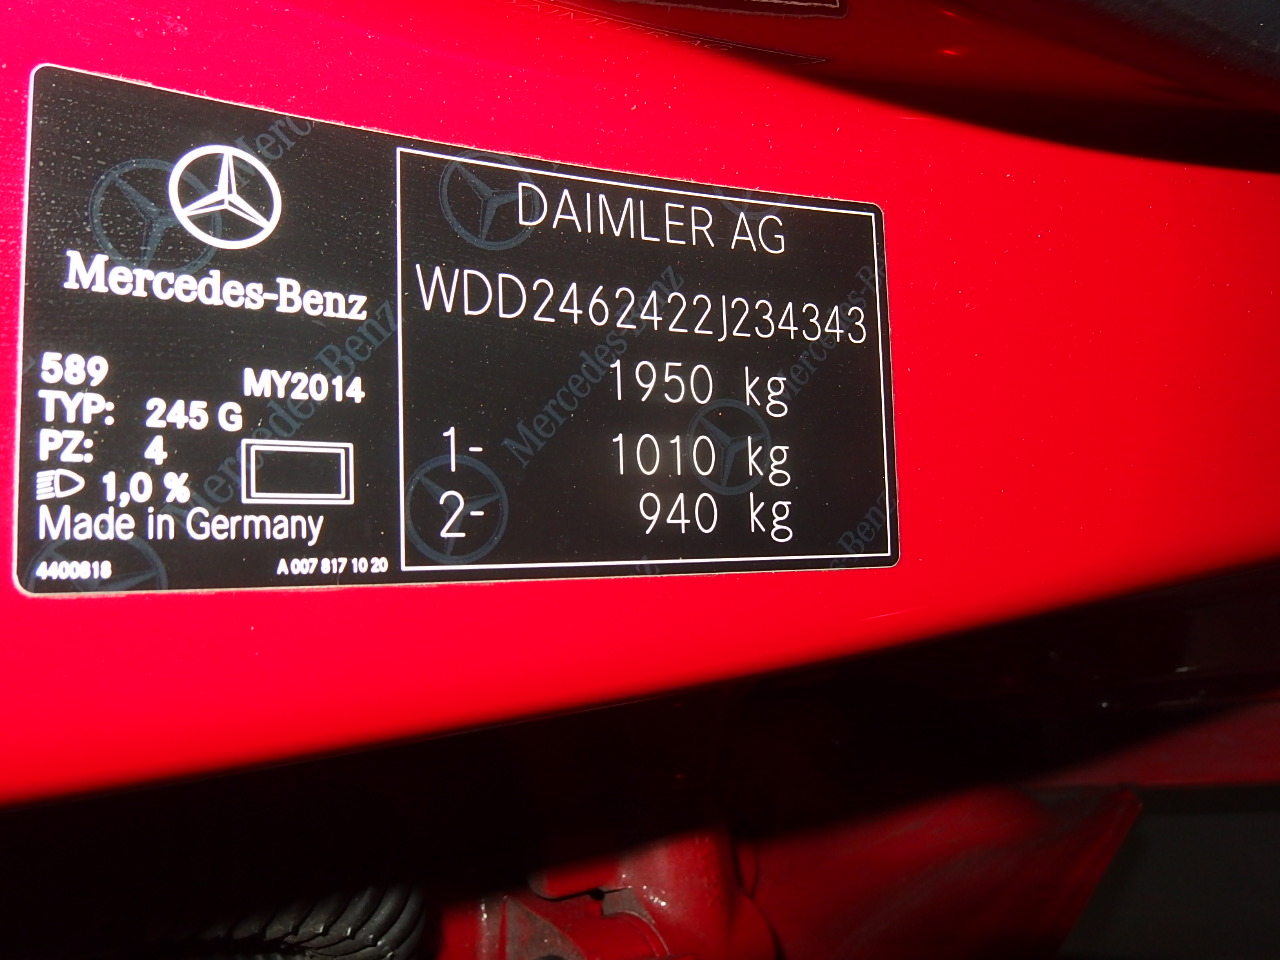 Mercedes-Benz
589 MY2014
TYP: 245 G
PZ: 4
1,0 %
Made in Germany
4400618 A 007 817 10 20
DAIMLER AG
WDD2462422J234343
1950 kg
1- 1010 kg
2- 940 kg